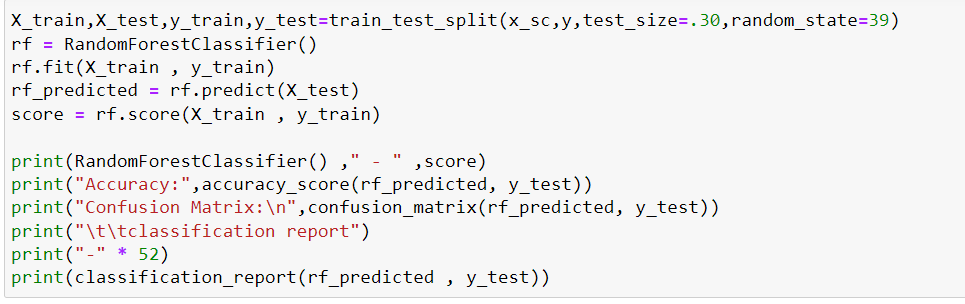 X_train,X_test,y_train,y_test=train_test_split(x_sc,y,test_size=.30,random_state=39)
rf = RandomForestClassifier()
rf.fit(X_train , y_train)
rf_predicted = rf.predict(X_test)
score = rf.score(X_train , y_train)

print(RandomForestClassifier() ," - " ,score)
print("Accuracy:",accuracy_score(rf_predicted, y_test))
print("Confusion Matrix:\n",confusion_matrix(rf_predicted, y_test))
print("\t\tclassification report")
print("-" * 52)
print(classification_report(rf_predicted , y_test))